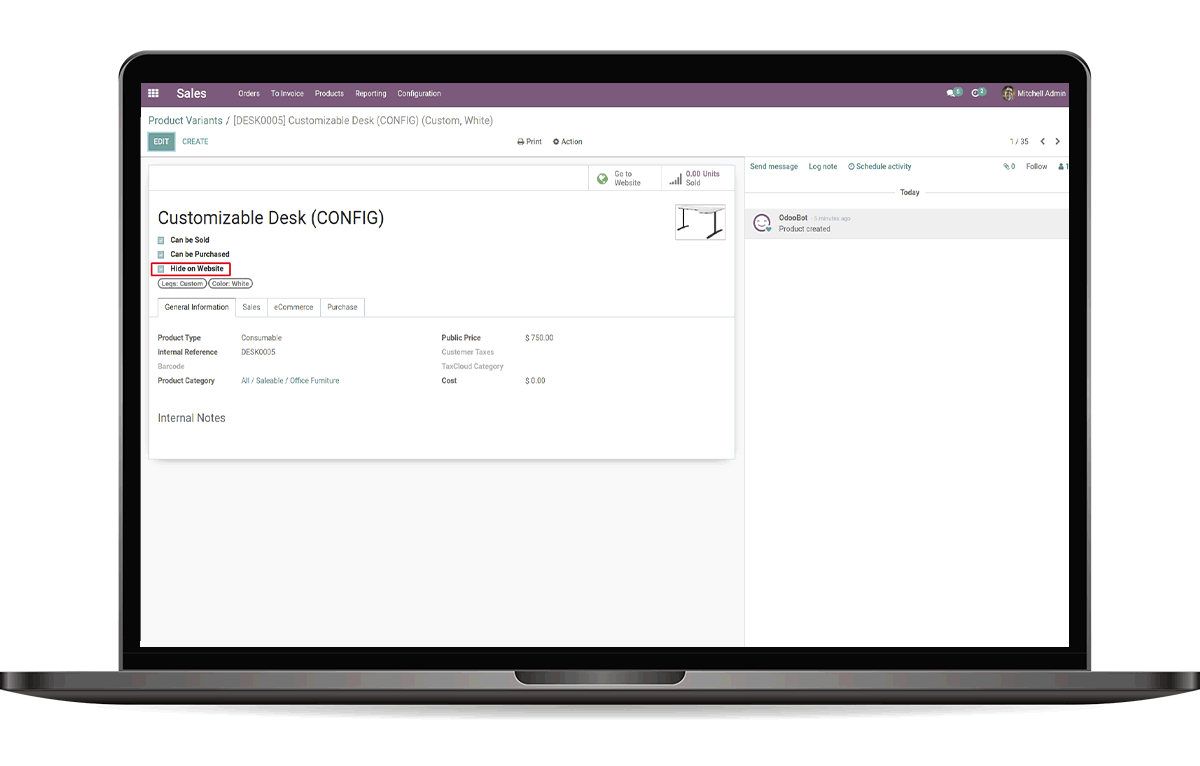 Sales Orders To Invoice Products Reporting Configuration 5 2 Mitchell Admin
Product Variants / [DESK0005] Customizable Desk (CONFIG) (Custom, White)
EDIT CREATE Print Action 1 / 35
Send message Log note Schedule activity 0 Follow 1
Go to Website
0.00 Units Sold
Today
Customizable Desk (CONFIG)
OdooBot - 5 minutes ago
Product created
Can be Sold
Can be Purchased
Hide on Website
Legs: Custom Color: White
General Information Sales eCommerce Purchase
Product Type Consumable
Internal Reference DESK0005
Barcode
Product Category All / Saleable / Office Furniture
Public Price $ 750.00
Customer Taxes
TaxCloud Category
Cost $ 0.00
Internal Notes